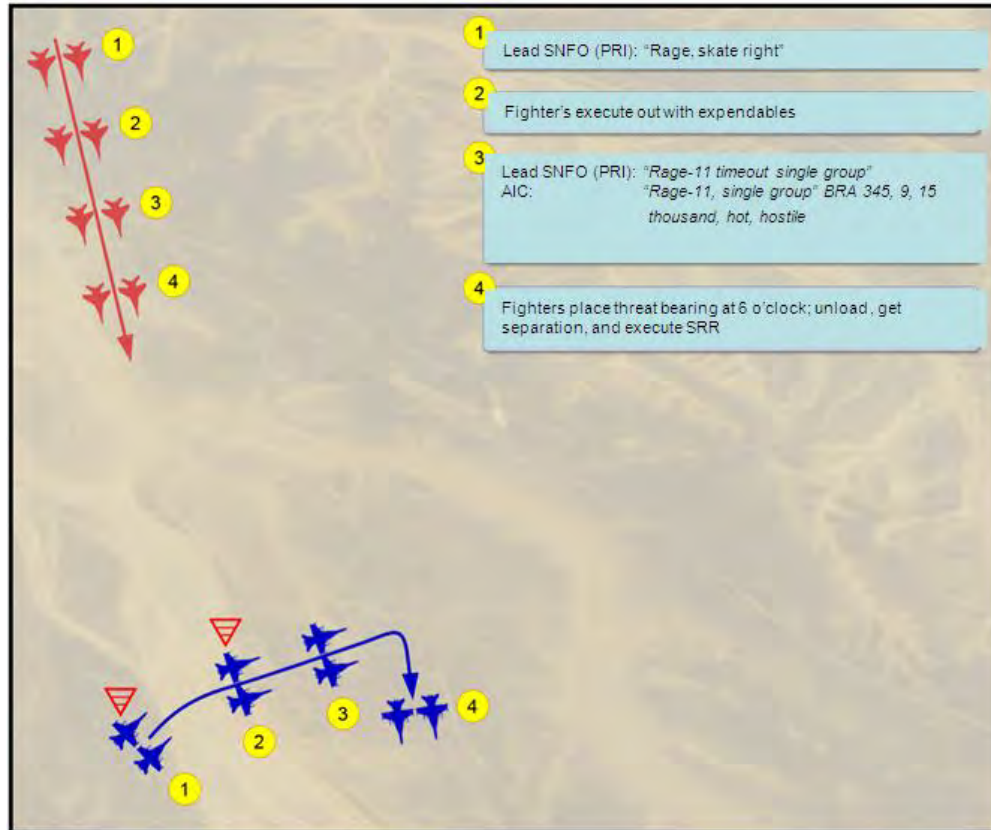 1
Lead SNFO (PRI): "Rage, skate right"
2
Fighter's execute out with expendables
3
Lead SNFO (PRI): "Rage-11 timeout single group"
AIC: "Rage-11, single group" BRA 345, 9, 15
thousand, hot, hostile
4
Fighters place threat bearing at 6 o'clock; unload, get
separation, and execute SRR
1
2
3
4
1
2
3
4